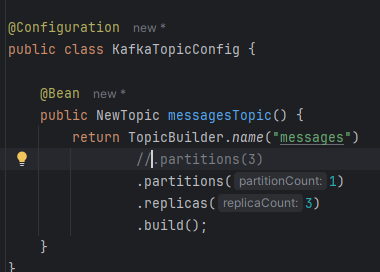 @Configuration new *
public class KafkaTopicConfig {
@Bean new *
public NewTopic messagesTopic() {
return TopicBuilder.name("messages")
//.partitions(3)
.partitions( partitionCount: 1)
.replicas( replicaCount: 3)
.build();
}
}